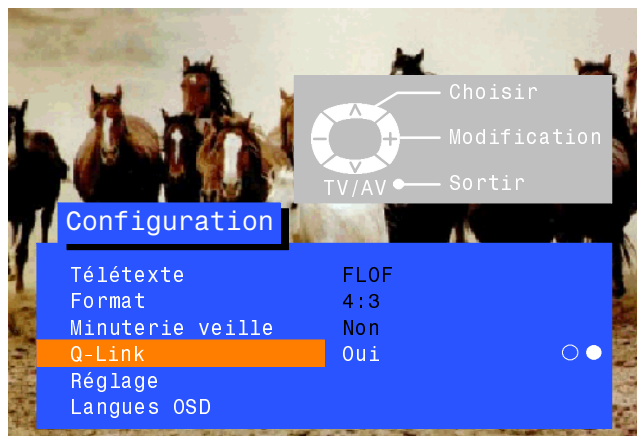 Choisir
Modification
TV/AV Sortir
Configuration
Télétexte FLOF
Format 4:3
Minuterie veille Non
Q-Link Oui
Réglage
Langues OSD